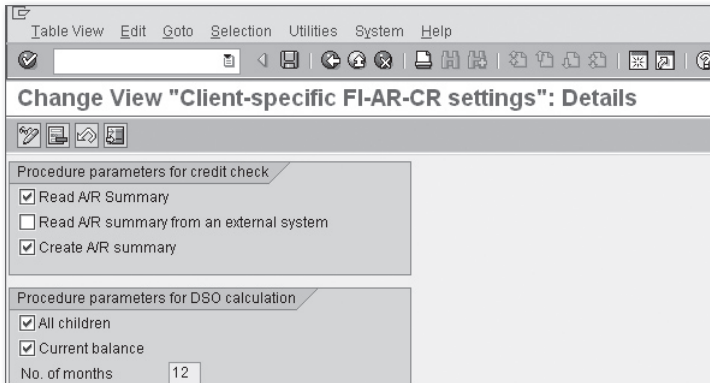 Table View Edit Goto Selection Utilities System Help
Change View "Client-specific FI-AR-CR settings": Details
Procedure parameters for credit check
Read A/R Summary
Read A/R summary from an external system
Create A/R summary
Procedure parameters for DSO calculation
All children
Current balance
No. of months 12